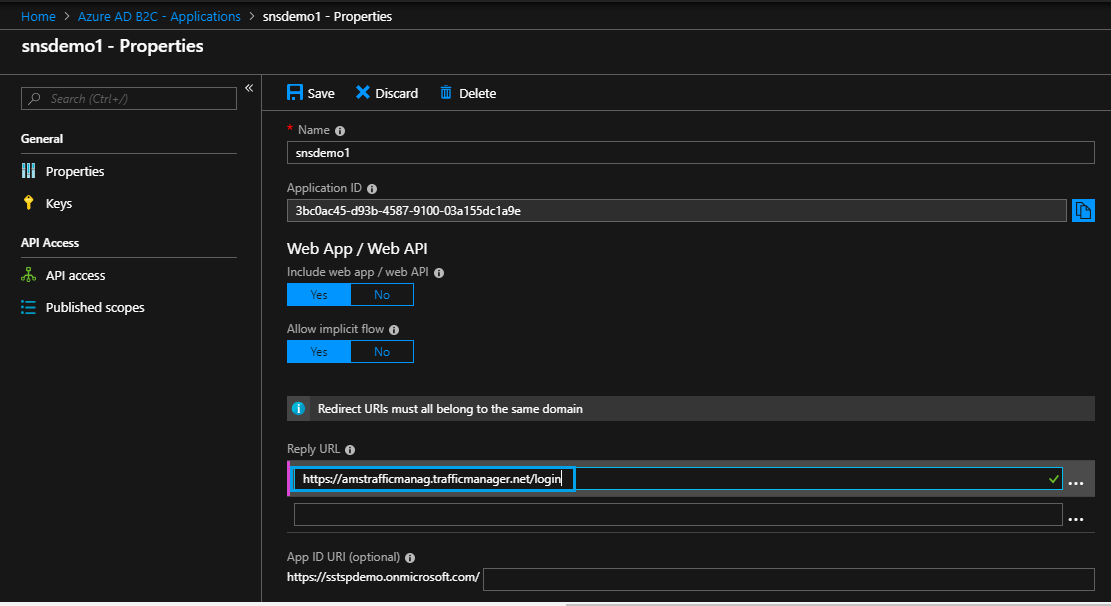 Home > Azure AD B2C - Applications > snsdemo1 - Properties
snsdemo1 - Properties
Search (Ctrl+/)
«
General
Properties
Keys
API Access
API access
Published scopes
Save Discard Delete
* Name
snsdemo1
Application ID
3bc0ac45-d93b-4587-9100-03a155dc1a9e
Web App / Web API
Include web app / web API
Yes No
Allow implicit flow
Yes No
Redirect URIs must all belong to the same domain
Reply URL
https://amstrafficmanag.trafficmanager.net/login
...
...
App ID URI (optional)
https://sstspdemo.onmicrosoft.com/